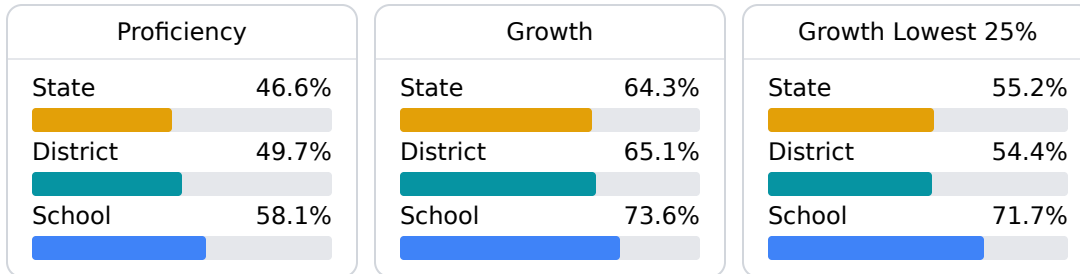 Proficiency
State 46.6%
District 49.7%
School 58.1%
Growth
State 64.3%
District 65.1%
School 73.6%
Growth Lowest 25%
State 55.2%
District 54.4%
School 71.7%